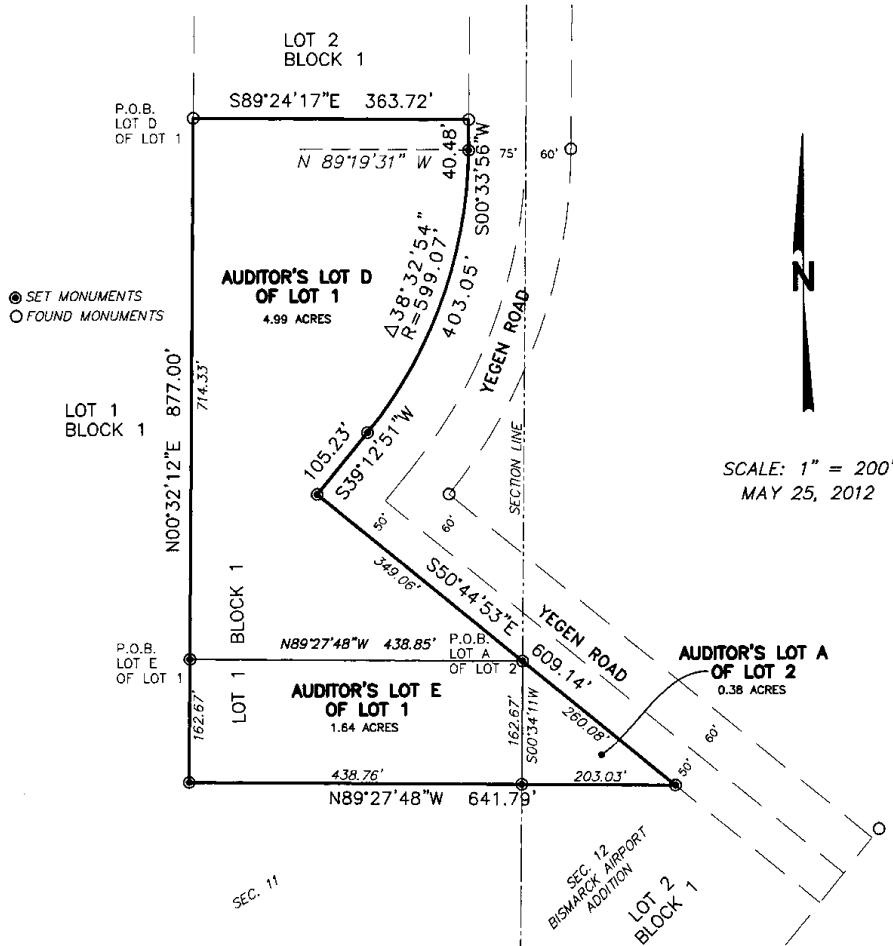 LOT 2
BLOCK 1
S89°24'17"E 363.72'
P.O.B.
LOT D
OF LOT 1
N 89°19'31" W
40.48'
S00°33'56"W
75'
60'
AUDITOR'S LOT D
OF LOT 1
4.99 ACRES
△38°32'54"
R=599.07'
403.05'
YEGEN ROAD
N
SET MONUMENTS
FOUND MONUMENTS
LOT 1
BLOCK 1
N00°32'12"E 877.00'
714.33'
105.23'
S39°12'51"W
SECTION LINE
SCALE: 1" = 200'
MAY 25, 2012
50'
60'
349.06'
S50°44'53"E 609.14'
YEGEN ROAD
LOT 1 BLOCK 1
N89°27'48"W 438.85'
P.O.B.
LOT A
OF LOT 2
P.O.B.
LOT E
OF LOT 1
AUDITOR'S LOT A
OF LOT 2
0.38 ACRES
AUDITOR'S LOT E
OF LOT 1
1.64 ACRES
162.67'
162.67'
S00°34'11W
260.08'
60'
50'
438.76'
203.03'
N89°27'48"W 641.79'
SEC. 11
SEC. 12
BISMARCK AIRPORT
ADDITION
LOT 2
BLOCK 1